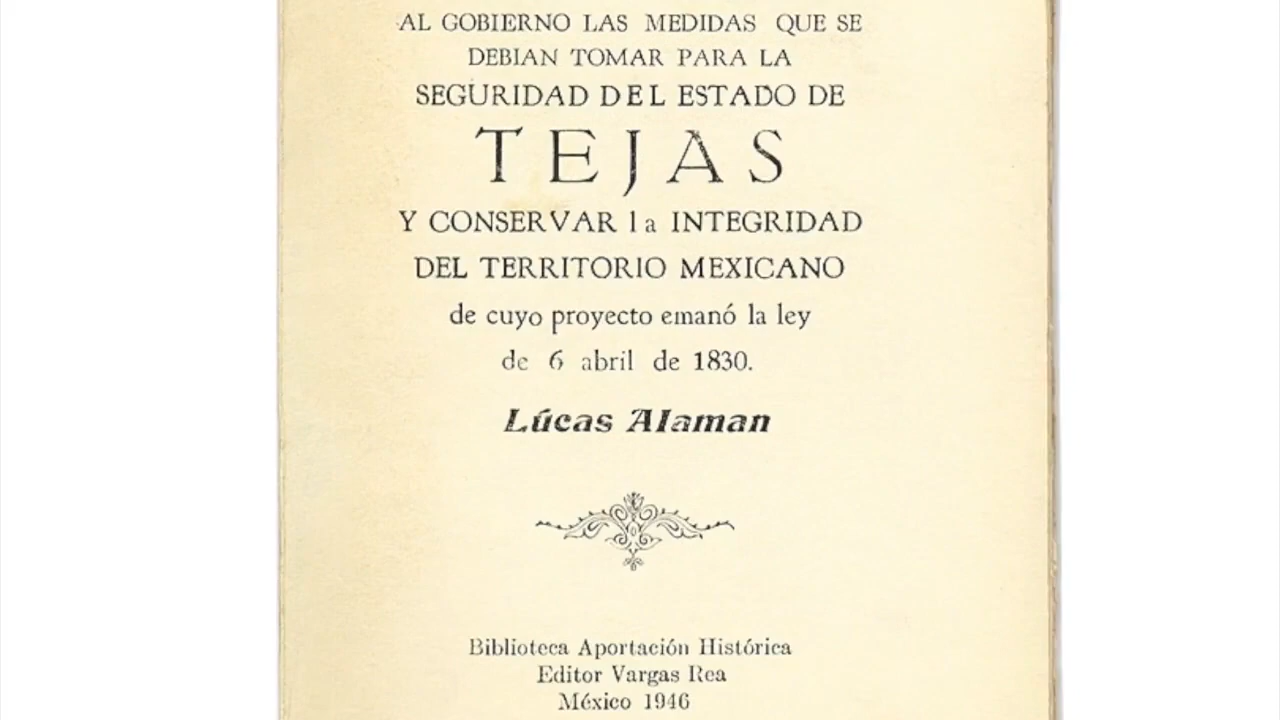 AL GOBIERNO LAS MEDIDAS QUE SE
DEBIAN TOMAR PARA LA
SEGURIDAD DEL ESTADO DE
TEJAS
Y CONSERVAR la INTEGRIDAD
DEL TERRITORIO MEXICANO
de cuyo proyecto emanó la ley
de 6 abril de 1830.
Lúcas Alaman
Biblioteca Aportación Histórica
Editor Vargas Rea
México 1946